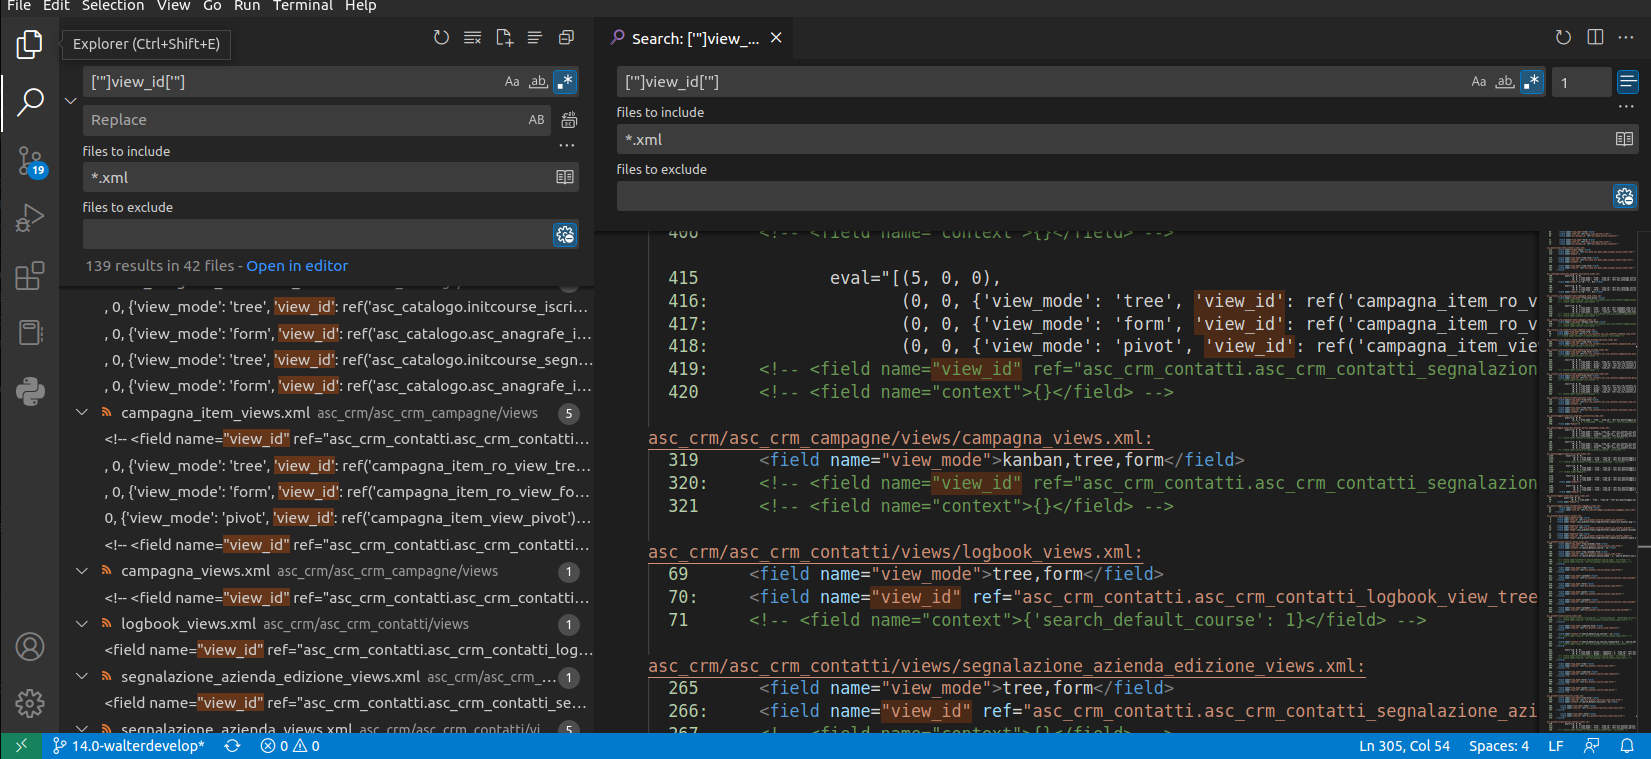 File Edit Selection View Go Run Terminal Help
Explorer (Ctrl+Shift+E)
['"]view_id['"]
Aa ab
Replace
AB
files to include
*.xml
files to exclude
139 results in 42 files - Open in editor
, 0, {'view_mode': 'tree', 'view_id': ref('asc_catalogo.initcourse_iscri...
, 0, {'view_mode': 'form', 'view_id': ref('asc_catalogo.asc_anagrafe_i...
, 0, {'view_mode': 'tree', 'view_id': ref('asc_catalogo.initcourse_segn...
, 0, {'view_mode': 'form', 'view_id': ref('asc_catalogo.asc_anagrafe_i...
campagna_item_views.xml asc_crm/asc_crm_campagne/views 5
<!-- <field name="view_id" ref="asc_crm_contatti.asc_crm_contatti...
, 0, {'view_mode': 'tree', 'view_id': ref('campagna_item_ro_view_tre...
, 0, {'view_mode': 'form', 'view_id': ref('campagna_item_ro_view_fo...
0, {'view_mode': 'pivot', 'view_id': ref('campagna_item_view_pivot')...
<!-- <field name="view_id" ref="asc_crm_contatti.asc_crm_contatti...
campagna_views.xml asc_crm/asc_crm_campagne/views 1
<!-- <field name="view_id" ref="asc_crm_contatti.asc_crm_contatti...
logbook_views.xml asc_crm/asc_crm_contatti/views 1
<field name="view_id" ref="asc_crm_contatti.asc_crm_contatti_log...
segnalazione_azienda_edizione_views.xml asc_crm/asc_crm_... 1
<field name="view_id" ref="asc_crm_contatti.asc_crm_contatti_se...
segnalazione_azienda_views.xml asc_crm/asc_crm_contatti/vi... 5
19
Search: ['"]view_...
['"]view_id['"]
Aa ab
1
files to include
*.xml
files to exclude
406 <!-- <field name="context">{}</field> -->
415 eval="[(5, 0, 0),
416: (0, 0, {'view_mode': 'tree', 'view_id': ref('campagna_item_ro_v
417: (0, 0, {'view_mode': 'form', 'view_id': ref('campagna_item_ro_v
418: (0, 0, {'view_mode': 'pivot', 'view_id': ref('campagna_item_vie
419: <!-- <field name="view_id" ref="asc_crm_contatti.asc_crm_contatti_segnalazion
420 <!-- <field name="context">{}</field> -->
asc_crm/asc_crm_campagne/views/campagna_views.xml:
319 <field name="view_mode">kanban,tree,form</field>
320: <!-- <field name="view_id" ref="asc_crm_contatti.asc_crm_contatti_segnalazion
321 <!-- <field name="context">{}</field> -->
asc_crm/asc_crm_contatti/views/logbook_views.xml:
69 <field name="view_mode">tree,form</field>
70: <field name="view_id" ref="asc_crm_contatti.asc_crm_contatti_logbook_view_tree
71 <!-- <field name="context">{'search_default_course': 1}</field> -->
asc_crm/asc_crm_contatti/views/segnalazione_azienda_edizione_views.xml:
265 <field name="view_mode">tree,form</field>
266: <field name="view_id" ref="asc_crm_contatti.asc_crm_contatti_segnalazione_azi
267 <!-- <field name="context">{}</field> -->
14.0-walterdevelop* 0 0
Ln 305, Col 54 Spaces: 4 LF